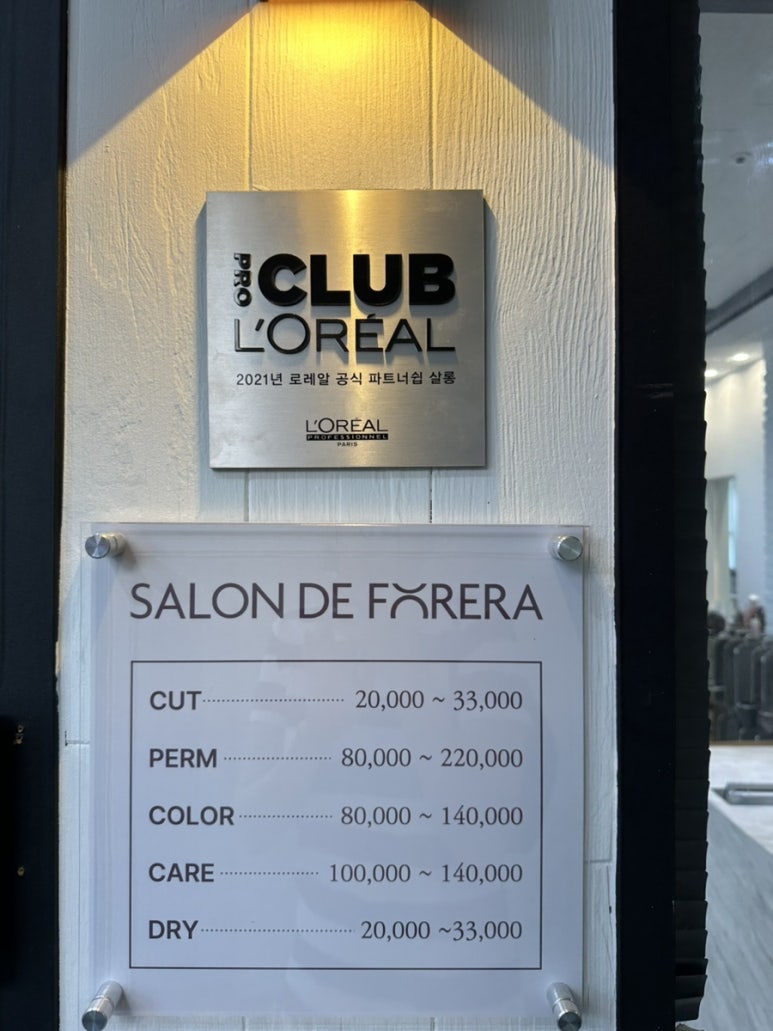 PRO CLUB
L'ORÉAL
2021년 로레알 공식 파트너쉽 살롱
L'ORÉAL
PROFESSIONNEL
PARIS
SALON DE FORERA
CUT 20,000 ~ 33,000
PERM 80,000 ~ 220,000
COLOR 80,000 ~ 140,000
CARE 100,000 ~ 140,000
DRY 20,000 ~33,000